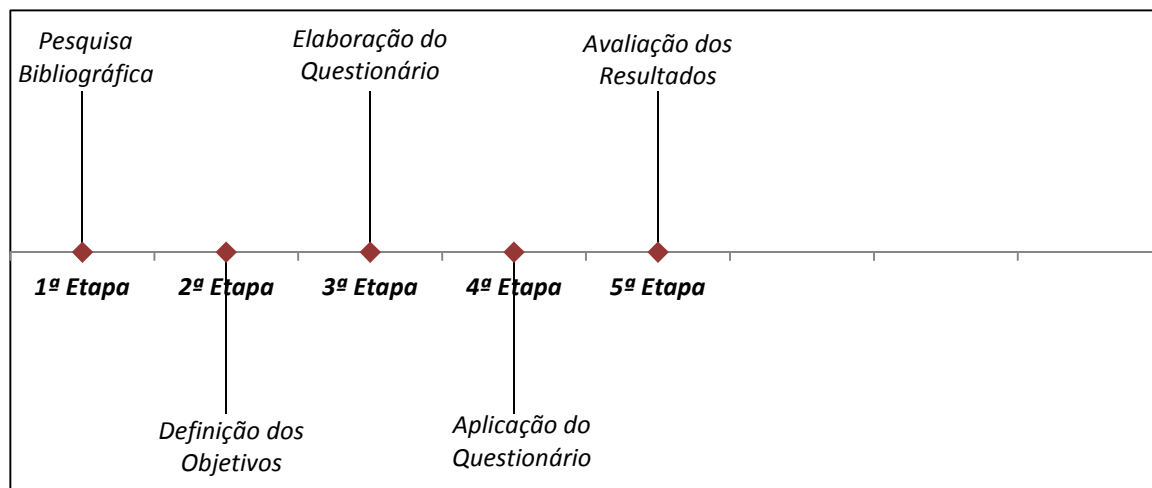 Pesquisa
Bibliográfica
Elaboração do
Questionário
Avaliação dos
Resultados
1ª Etapa
2ª Etapa
3ª Etapa
4ª Etapa
5ª Etapa
Definição dos
Objetivos
Aplicação do
Questionário